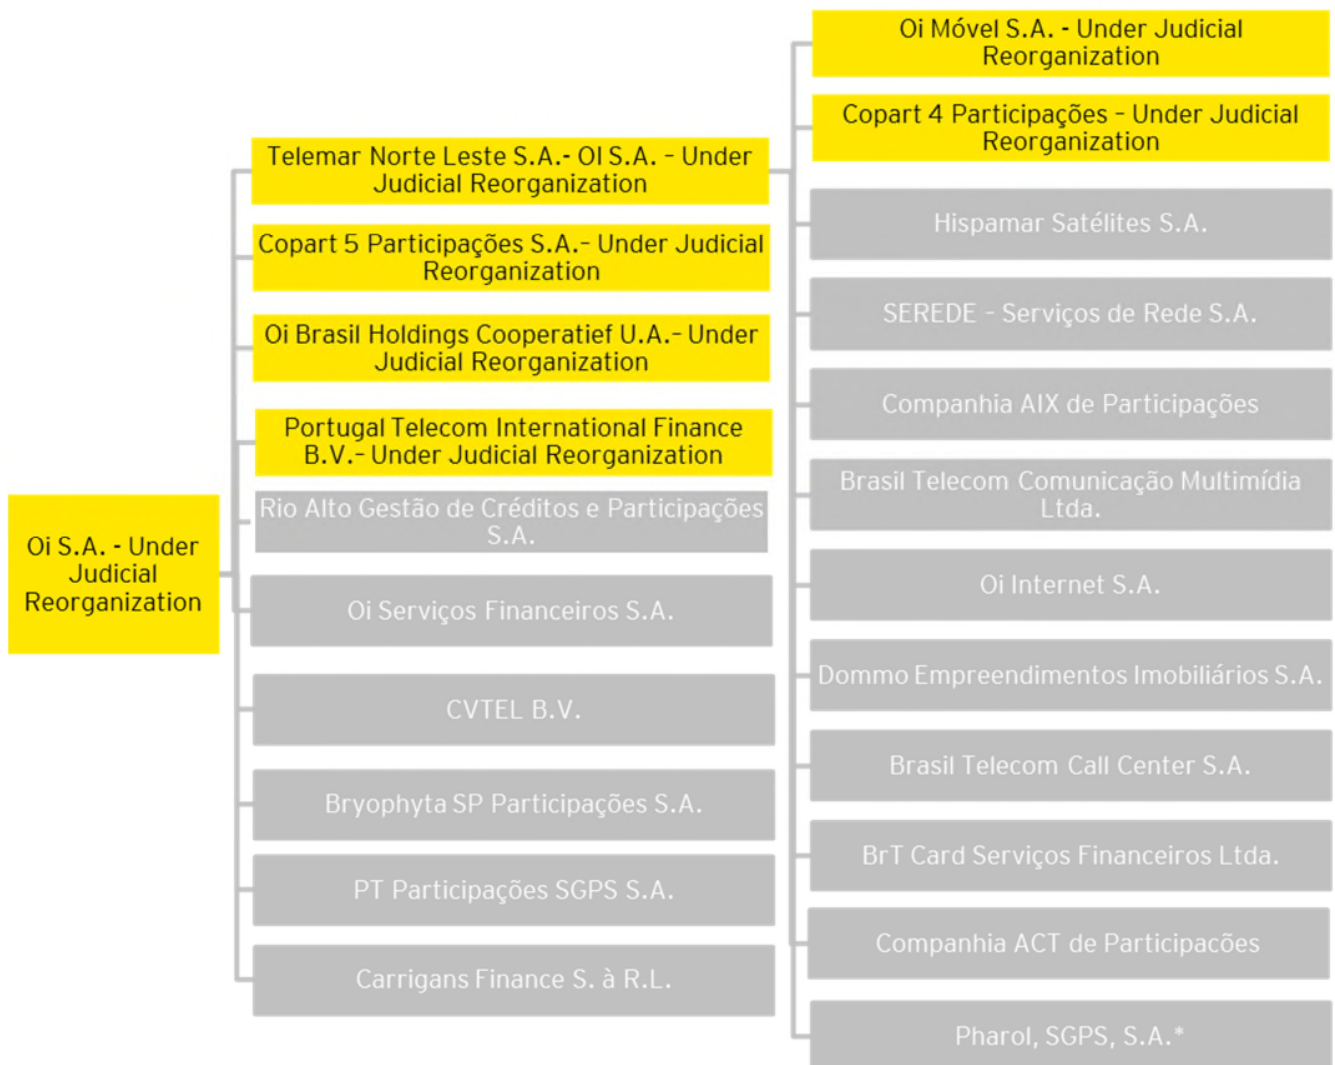 Oi S.A. - Under
Judicial
Reorganization
Telemar Norte Leste S.A.- OI S.A. – Under
Judicial Reorganization
Copart 5 Participações S.A.– Under Judicial
Reorganization
Oi Brasil Holdings Cooperatief U.A.– Under
Judicial Reorganization
Portugal Telecom International Finance
B.V.– Under Judicial Reorganization
Rio Alto Gestão de Créditos e Participações
S.A.
Oi Serviços Financeiros S.A.
CVTEL B.V.
Bryophyta SP Participações S.A.
PT Participações SGPS S.A.
Carrigans Finance S. à R.L.
Oi Móvel S.A. - Under Judicial
Reorganization
Copart 4 Participações – Under Judicial
Reorganization
Hispamar Satélites S.A.
SEREDE – Serviços de Rede S.A.
Companhia AIX de Participações
Brasil Telecom Comunicação Multimídia
Ltda.
Oi Internet S.A.
Dommo Empreendimentos Imobiliários S.A.
Brasil Telecom Call Center S.A.
BrT Card Serviços Financeiros Ltda.
Companhia ACT de Participacões
Pharol, SGPS, S.A.*